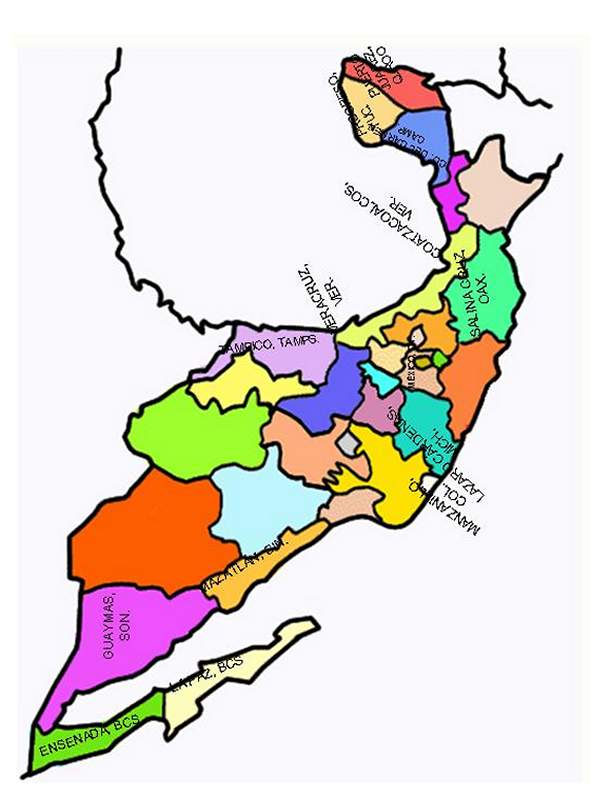 PROGRESO,
YUC.
PUERTO
JUAREZ,
Q.ROO
CD. DEL CARMEN,
CAMP.
COATZACOALCOS,
VER.
VERACRUZ,
VER.
SALINA CRUZ,
OAX.
TAMPICO, TAMPS.
LAZARO CARDENAS,
MICH.
MANZANILLO,
COL.
MAZATLAN, SIN.
GUAYMAS,
SON.
LA PAZ, BCS
ENSENADA, BCS